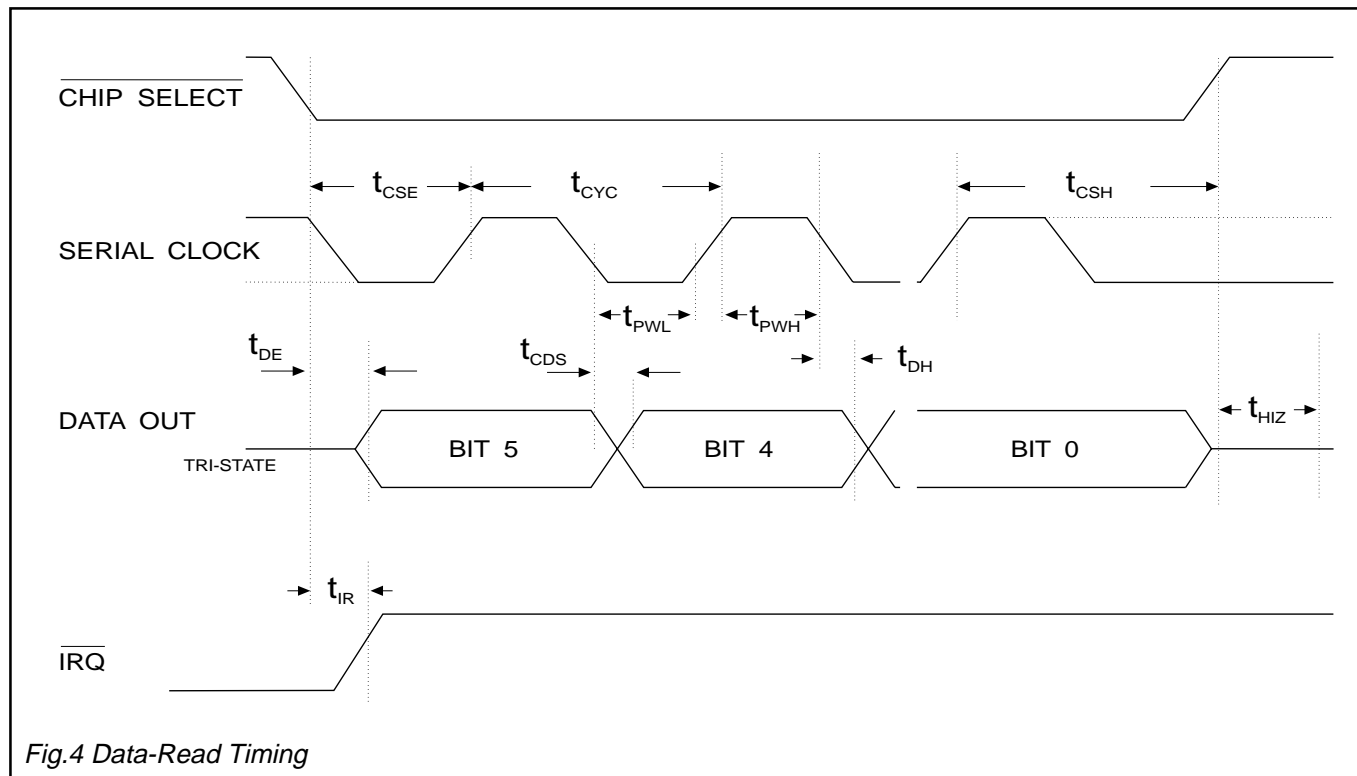 CHIP SELECT
tCSE
tCYC
tCSH
SERIAL CLOCK
tPWL
tPWH
tDE
tCDS
tDH
DATA OUT
tHIZ
BIT 5
BIT 4
BIT 0
TRI-STATE
tIR
IRQ
Fig.4 Data-Read Timing